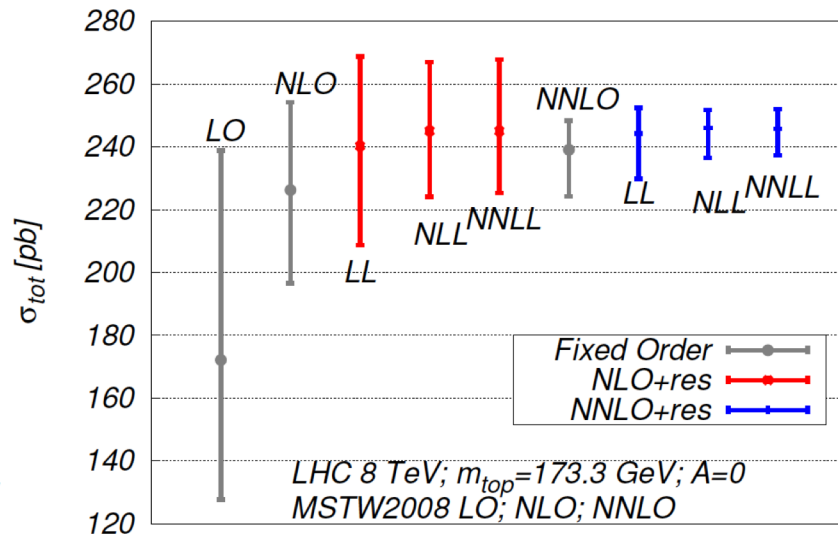 280
260
240
220
200
180
160
140
120
σtot [pb]
LO
NLO
LL
NLL
NNLL
NNLO
LL
NLL
NNLL
Fixed Order
NLO+res
NNLO+res
LHC 8 TeV; mtop=173.3 GeV; A=0
MSTW2008 LO; NLO; NNLO